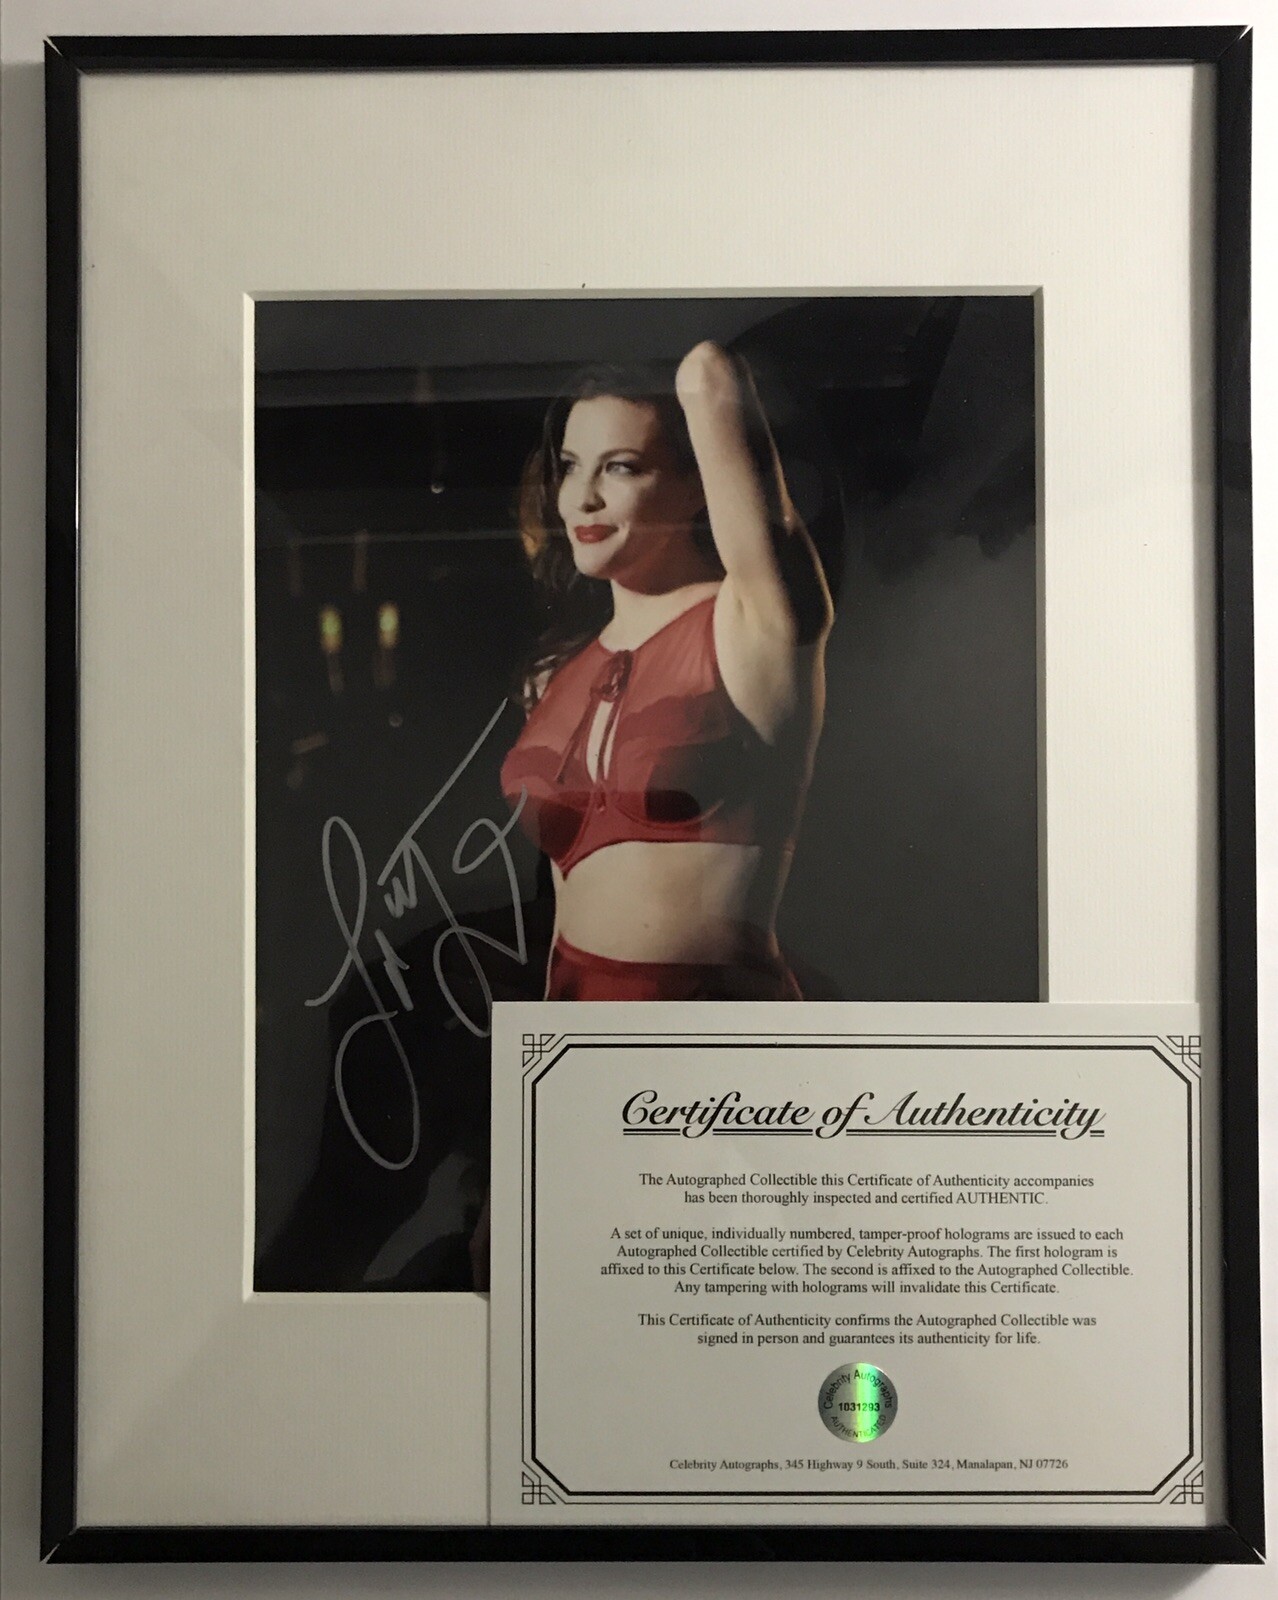 Certificate of Authenticity
The Autographed Collectible this Certificate of Authenticity accompanies
has been thoroughly inspected and certified AUTHENTIC.
A set of unique, individually numbered, tamper-proof holograms are issued to each
Autographed Collectible certified by Celebrity Autographs. The first hologram is
affixed to this Certificate below. The second is affixed to the Autographed Collectible.
Any tampering with holograms will invalidate this Certificate.
This Certificate of Authenticity confirms the Autographed Collectible was
signed in person and guarantees its authenticity for life.
Celebrity Autographs
1031293
AUTHENTICATED
Celebrity Autographs, 345 Highway 9 South, Suite 324, Manalapan, NJ 07726